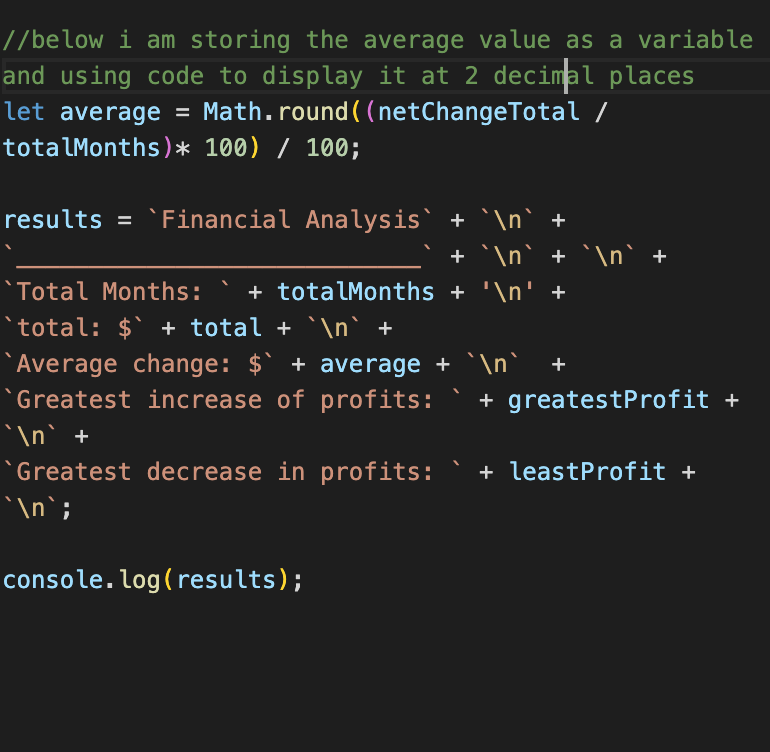 //below i am storing the average value as a variable
and using code to display it at 2 decimal places
let average = Math.round((netChangeTotal /
totalMonths)* 100) / 100;
results = `Financial Analysis` + `\n` +
`____________________________` + `\n` + `\n` +
`Total Months: ` + totalMonths + '\n' +
`total: $` + total + `\n` +
`Average change: $` + average + `\n`  +
`Greatest increase of profits: ` + greatestProfit +
`\n` +
`Greatest decrease in profits: ` + leastProfit +
`\n`;
console.log(results);